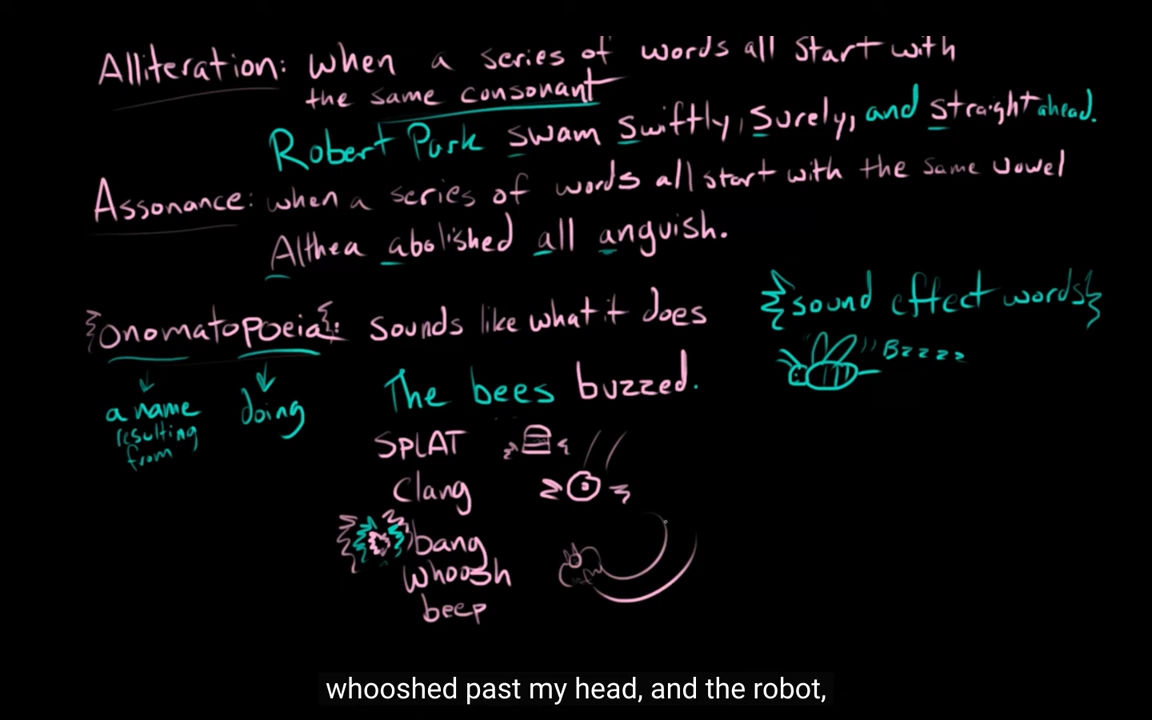 Alliteration: when a series of words all start with
the same consonant
Robert Park swam swiftly, surely, and straight ahead.
Assonance: when a series of words all start with the same vowel
Althea abolished all anguish.
onomatopoeia: sounds like what it does
sound effect words
Bzzzz
a name
resulting
from
doing
The bees buzzed.
SPLAT
Clang
bang
whoosh
beep
whooshed past my head, and the robot,